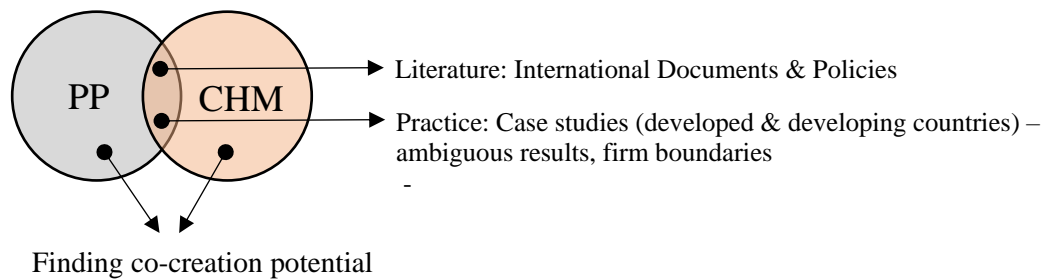 PP
CHM
Literature: International Documents & Policies
Practice: Case studies (developed & developing countries) –
ambiguous results, firm boundaries
-
Finding co-creation potential